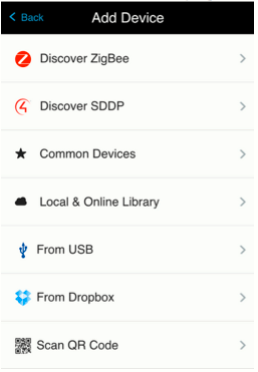 Back Add Device
Discover ZigBee
Discover SDDP
Common Devices
Local & Online Library
From USB
From Dropbox
Scan QR Code